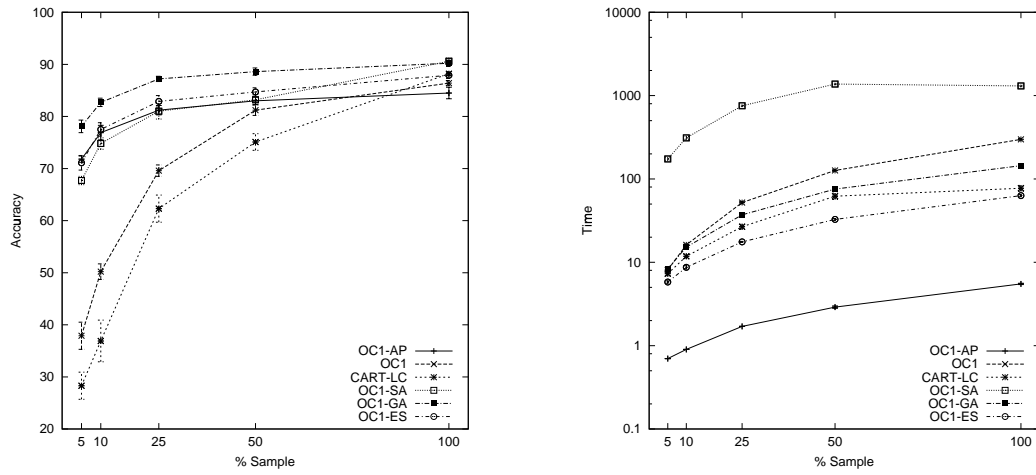 100
90
80
70
60
50
40
30
20
Accuracy
5 10 25 50 100
% Sample
OC1-AP
OC1
CART-LC
OC1-SA
OC1-GA
OC1-ES
10000
1000
100
10
1
0.1
Time
5 10 25 50 100
% Sample
OC1-AP
OC1
CART-LC
OC1-SA
OC1-GA
OC1-ES